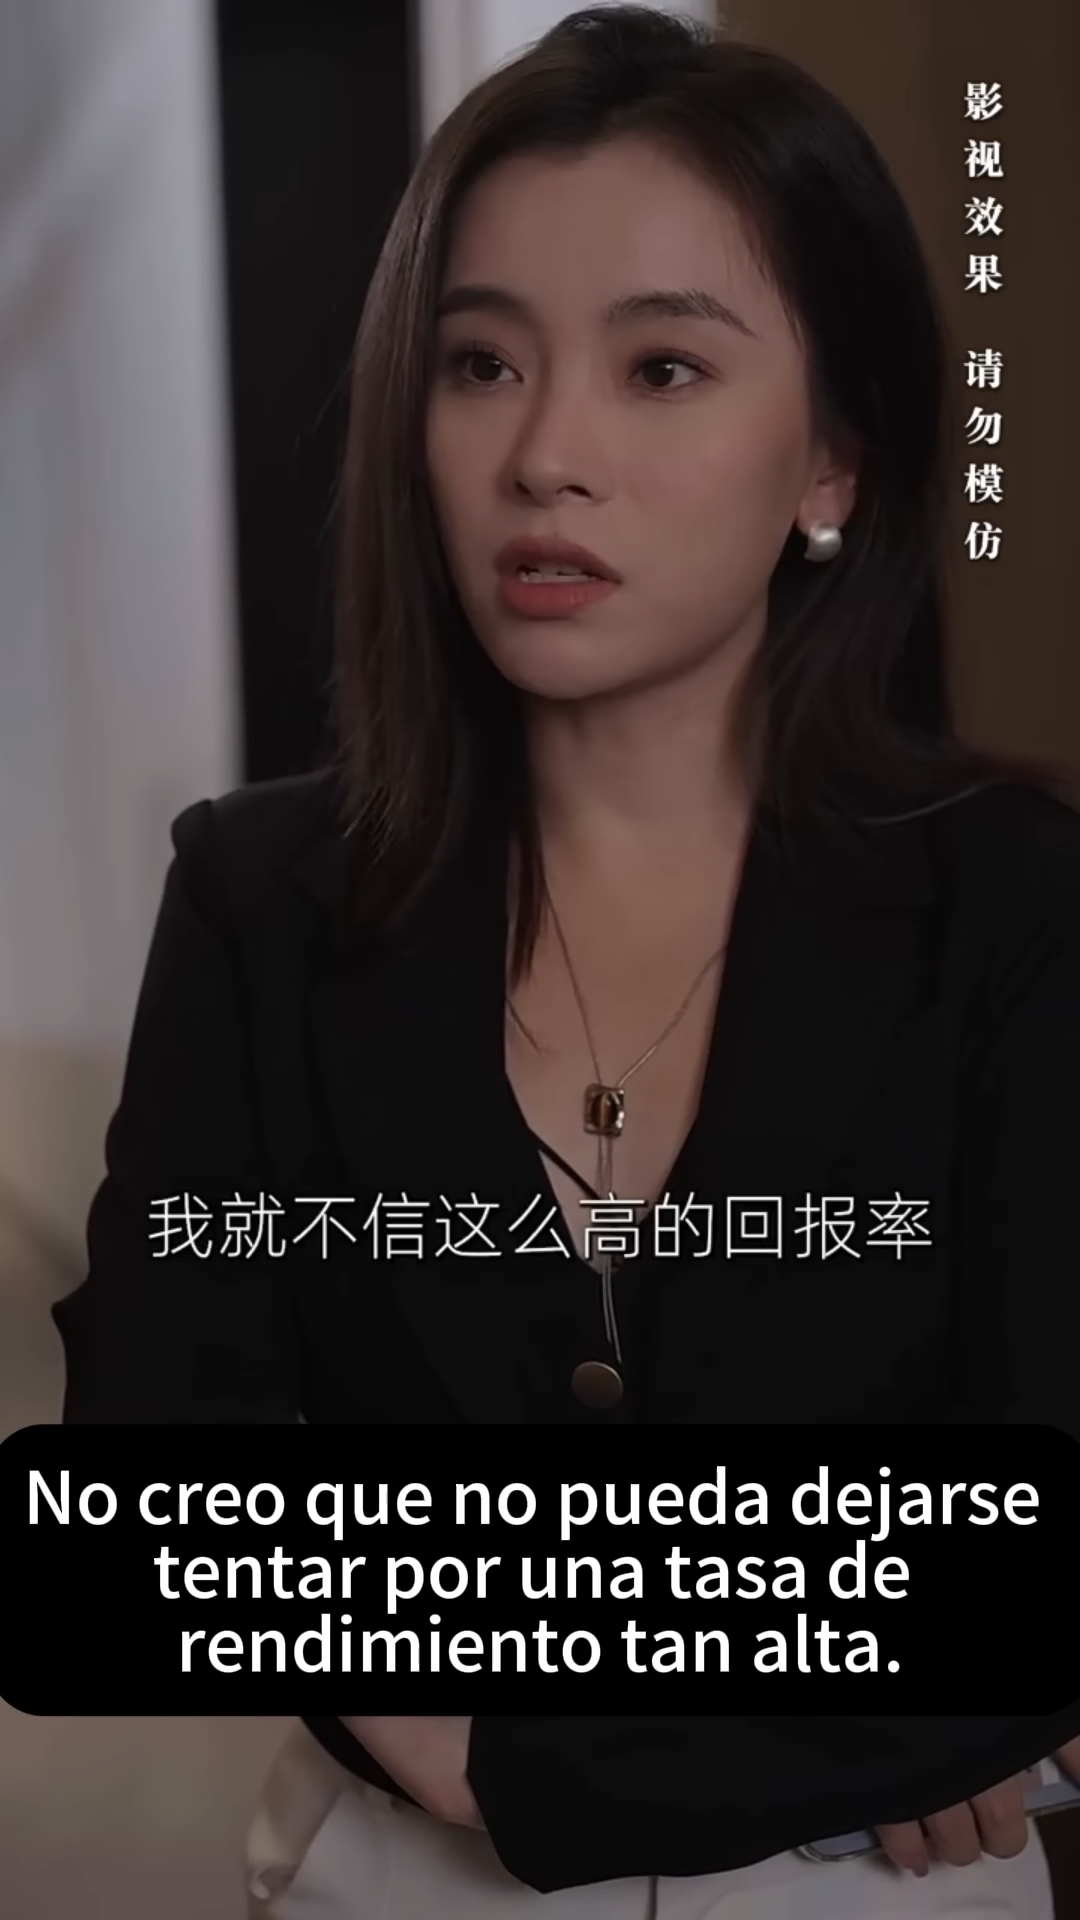 影视效果 请勿模仿
我就不信这么高的回报率
No creo que no pueda dejarse
tentar por una tasa de
rendimiento tan alta.